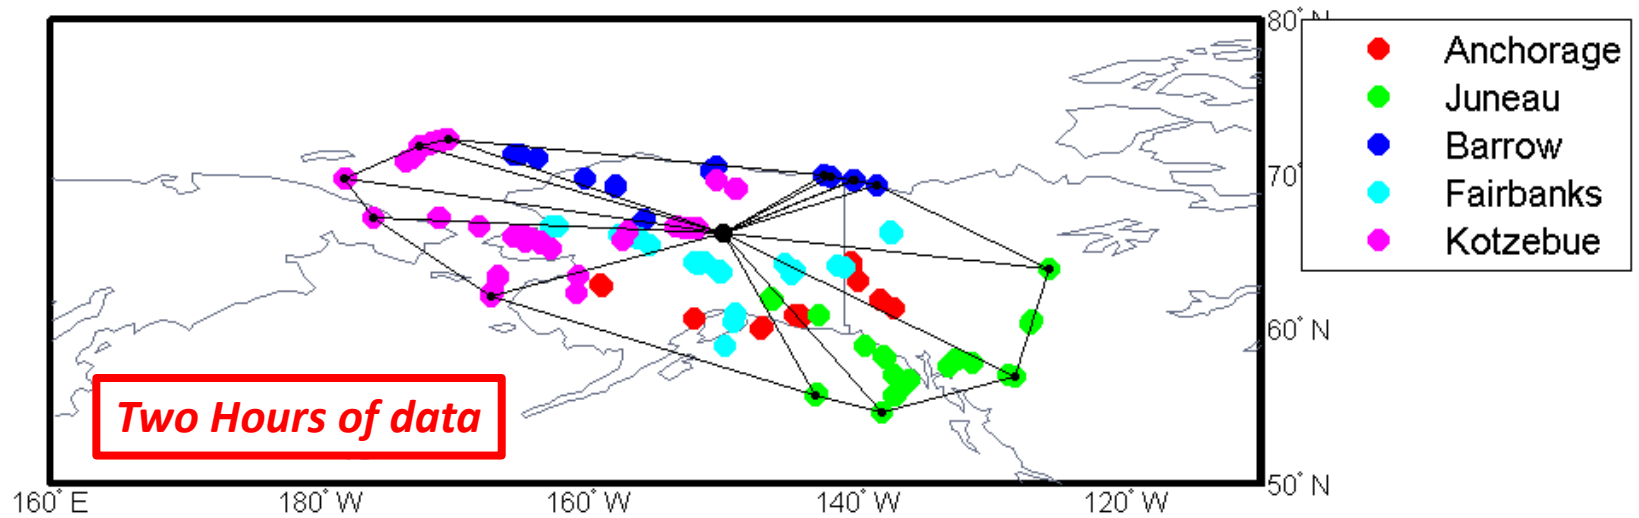 80° N
Anchorage
Juneau
Barrow
70°
Fairbanks
Kotzebue
60° N
Two Hours of data
50° N
160° E
180° W
160° W
140° W
120° W